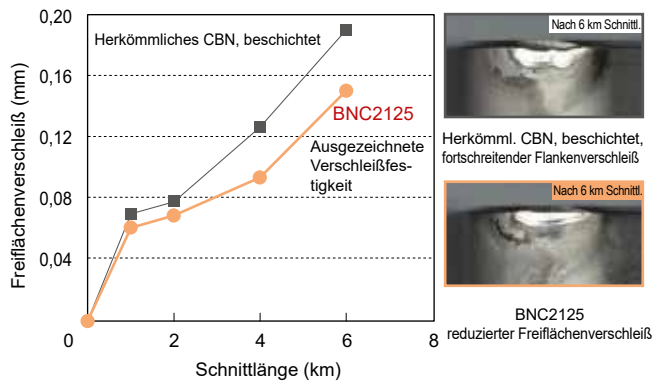 0,20
0,16
0,12
0,08
0,04
0
2
4
6
8
Freiflächenverschleiß (mm)
Schnittlänge (km)
Herkömmliches CBN, beschichtet
BNC2125
Ausgezeichnete
Verschleißfes-
tigkeit
Nach 6 km Schnittl.
Herkömml. CBN, beschichtet,
fortschreitender Flankenverschleiß
Nach 6 km Schnittl.
BNC2125
reduzierter Freiflächenverschleiß